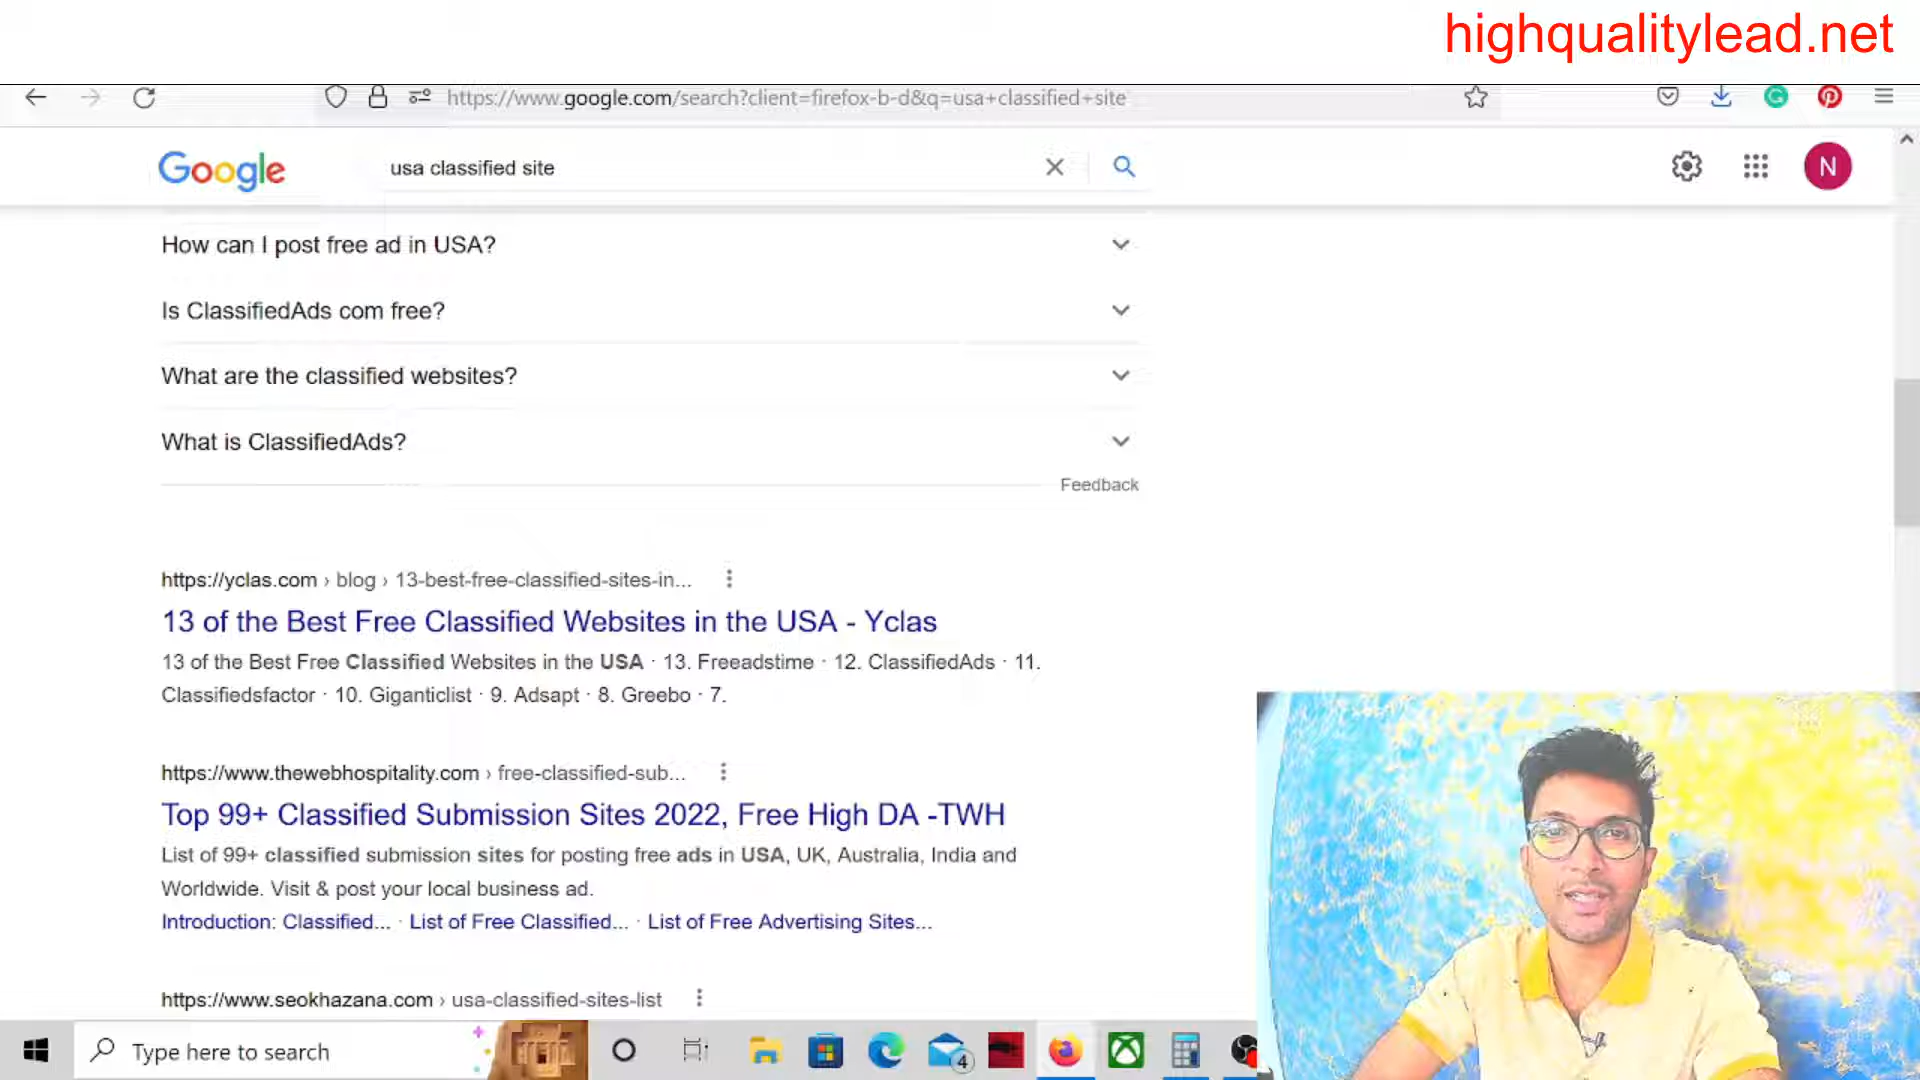 highqualitylead.net
https://www.google.com/search?client=firefox-b-d&q=usa+classified+site
Google
usa classified site
N
How can I post free ad in USA?
Is ClassifiedAds com free?
What are the classified websites?
What is ClassifiedAds?
Feedback
https://yclas.com › blog › 13-best-free-classified-sites-in...
13 of the Best Free Classified Websites in the USA - Yclas
13 of the Best Free Classified Websites in the USA · 13. Freeadstime · 12. ClassifiedAds · 11.
Classifiedsfactor · 10. Giganticlist · 9. Adsapt · 8. Greebo · 7.
https://www.thewebhospitality.com › free-classified-sub...
Top 99+ Classified Submission Sites 2022, Free High DA -TWH
List of 99+ classified submission sites for posting free ads in USA, UK, Australia, India and
Worldwide. Visit & post your local business ad.
Introduction: Classified... · List of Free Classified... · List of Free Advertising Sites...
https://www.seokhazana.com › usa-classified-sites-list
Type here to search
4